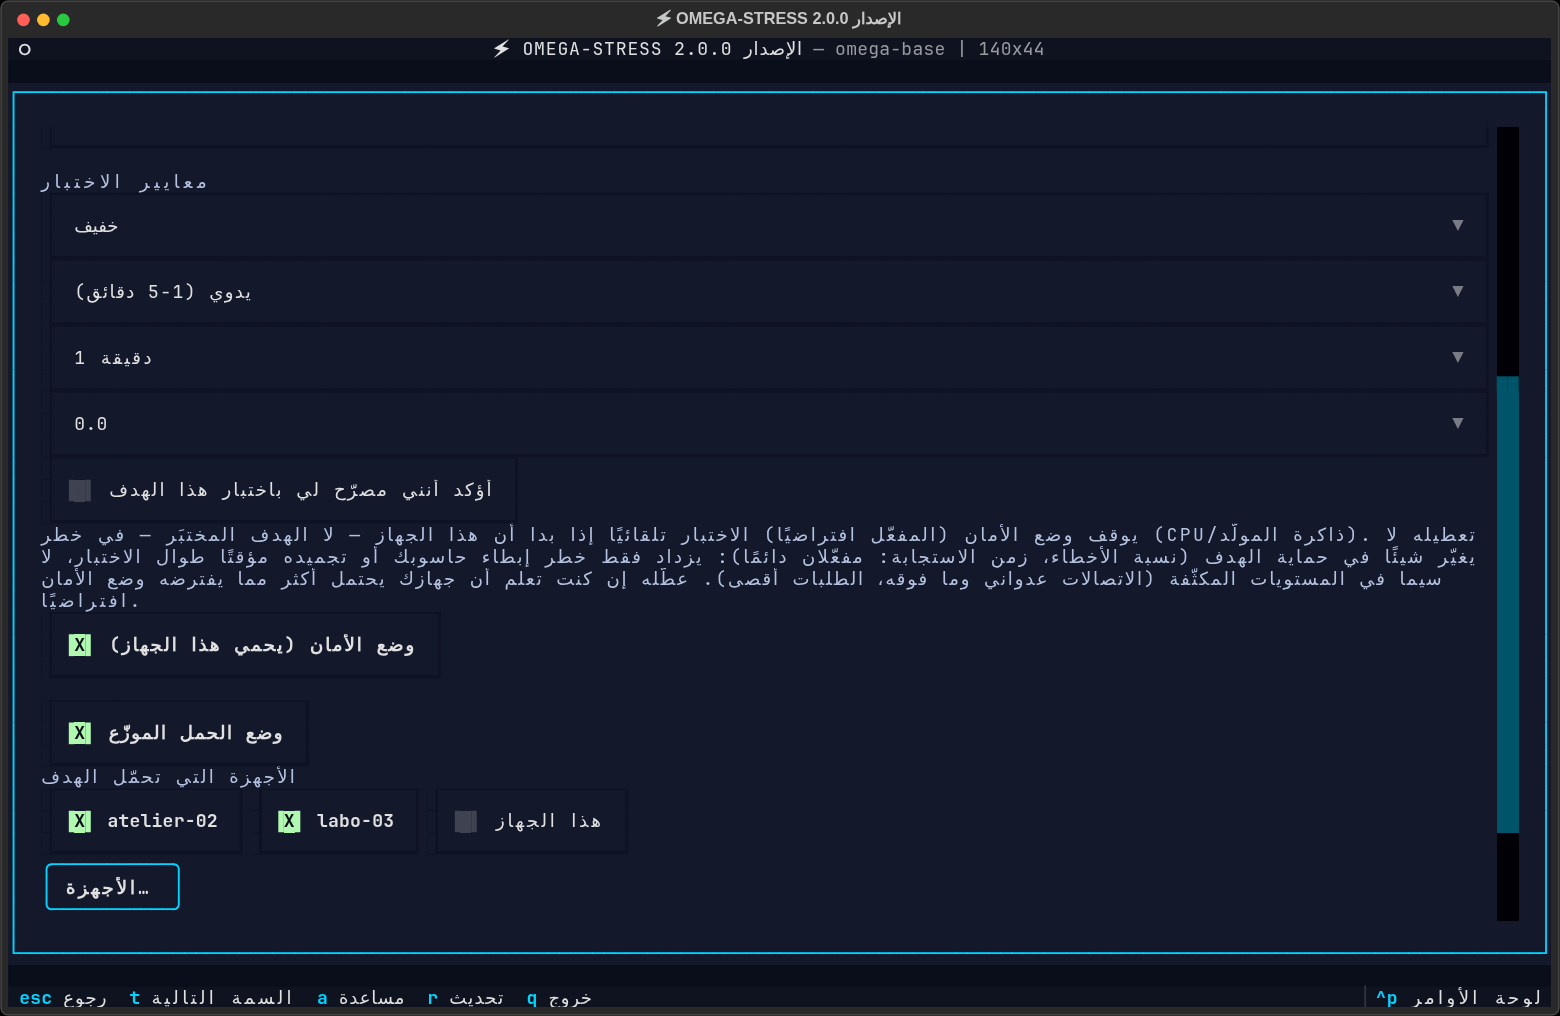 ⚡ OMEGA-STRESS 2.0.0 الإصدار
⚡ OMEGA-STRESS 2.0.0 الإصدار — omega-base | 140x44
معايير الاختبار
خفيف ▼
يدوي (1-5 دقائق) ▼
1 دقيقة ▼
0.0 ▼
أؤكد أنني مصرّح لي باختبار هذا الهدف
يوقف وضع الأمان (المفعّل افتراضيًا) الاختبار تلقائيًا إذا بدا أن هذا الجهاز — لا الهدف المختبَر — في خطر (CPU/ذاكرة المولّد). تعطيله لا
يغيّر شيئًا في حماية الهدف (نسبة الأخطاء، زمن الاستجابة: مفعّلان دائمًا): يزداد فقط خطر إبطاء حاسوبك أو تجميده مؤقتًا طوال الاختبار، لا
سيما في المستويات المكثّفة (الاتصالات عدواني وما فوقه، الطلبات أقصى). عطّله إن كنت تعلم أن جهازك يحتمل أكثر مما يفترضه وضع الأمان
افتراضيًا.
X وضع الأمان (يحمي هذا الجهاز)
X وضع الحمل الموزّع
الأجهزة التي تحمّل الهدف
X atelier-02 X labo-03 هذا الجهاز
الأجهزة…
esc رجوع t السمة التالية a مساعدة r تحديث q خروج ^p لوحة الأوامر